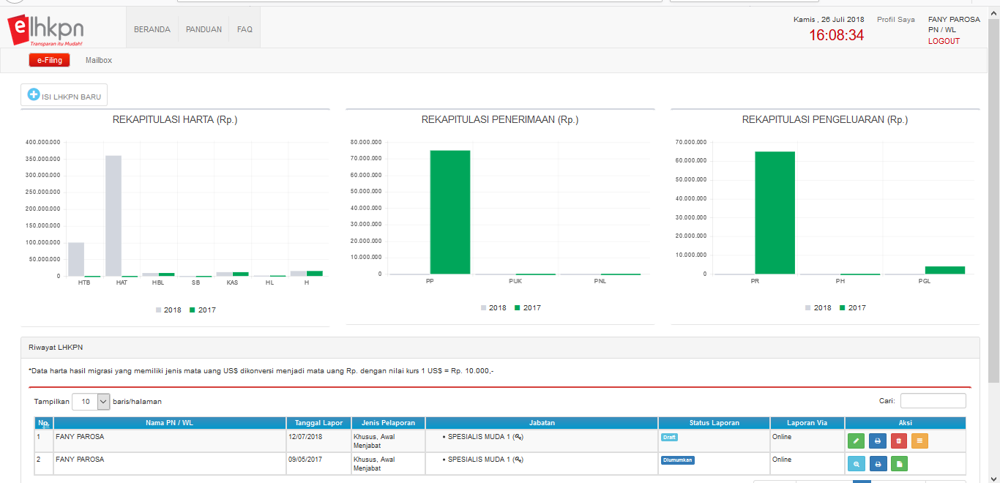 elhkpn
Transparan itu Mudah!
BERANDA PANDUAN FAQ
Kamis , 26 Juli 2018 Profil Saya FANY PAROSA
16:08:34 PN / WL
LOGOUT
e-Filing Mailbox
ISI LHKPN BARU
REKAPITULASI HARTA (Rp.)
400.000.000
350.000.000
300.000.000
250.000.000
200.000.000
150.000.000
100.000.000
50.000.000
0
HTB HAT HBL SB KAS HL H
2018 2017
REKAPITULASI PENERIMAAN (Rp.)
80.000.000
70.000.000
60.000.000
50.000.000
40.000.000
30.000.000
20.000.000
10.000.000
0
PP PUK PNL
2018 2017
REKAPITULASI PENGELUARAN (Rp.)
70.000.000
60.000.000
50.000.000
40.000.000
30.000.000
20.000.000
10.000.000
0
PR PH PGL
2018 2017
Riwayat LHKPN
*Data harta hasil migrasi yang memiliki jenis mata uang US$ dikonversi menjadi mata uang Rp. dengan nilai kurs 1 US$ = Rp. 10.000,-
Tampilkan 10 baris/halaman Cari:
No. Nama PN / WL Tanggal Lapor Jenis Pelaporan Jabatan Status Laporan Laporan Via Aksi
1 FANY PAROSA 12/07/2018 Khusus, Awal • SPESIALIS MUDA 1 () Draft Online
Menjabat
2 FANY PAROSA 09/05/2017 Khusus, Awal • SPESIALIS MUDA 1 () Diumumkan Online
Menjabat